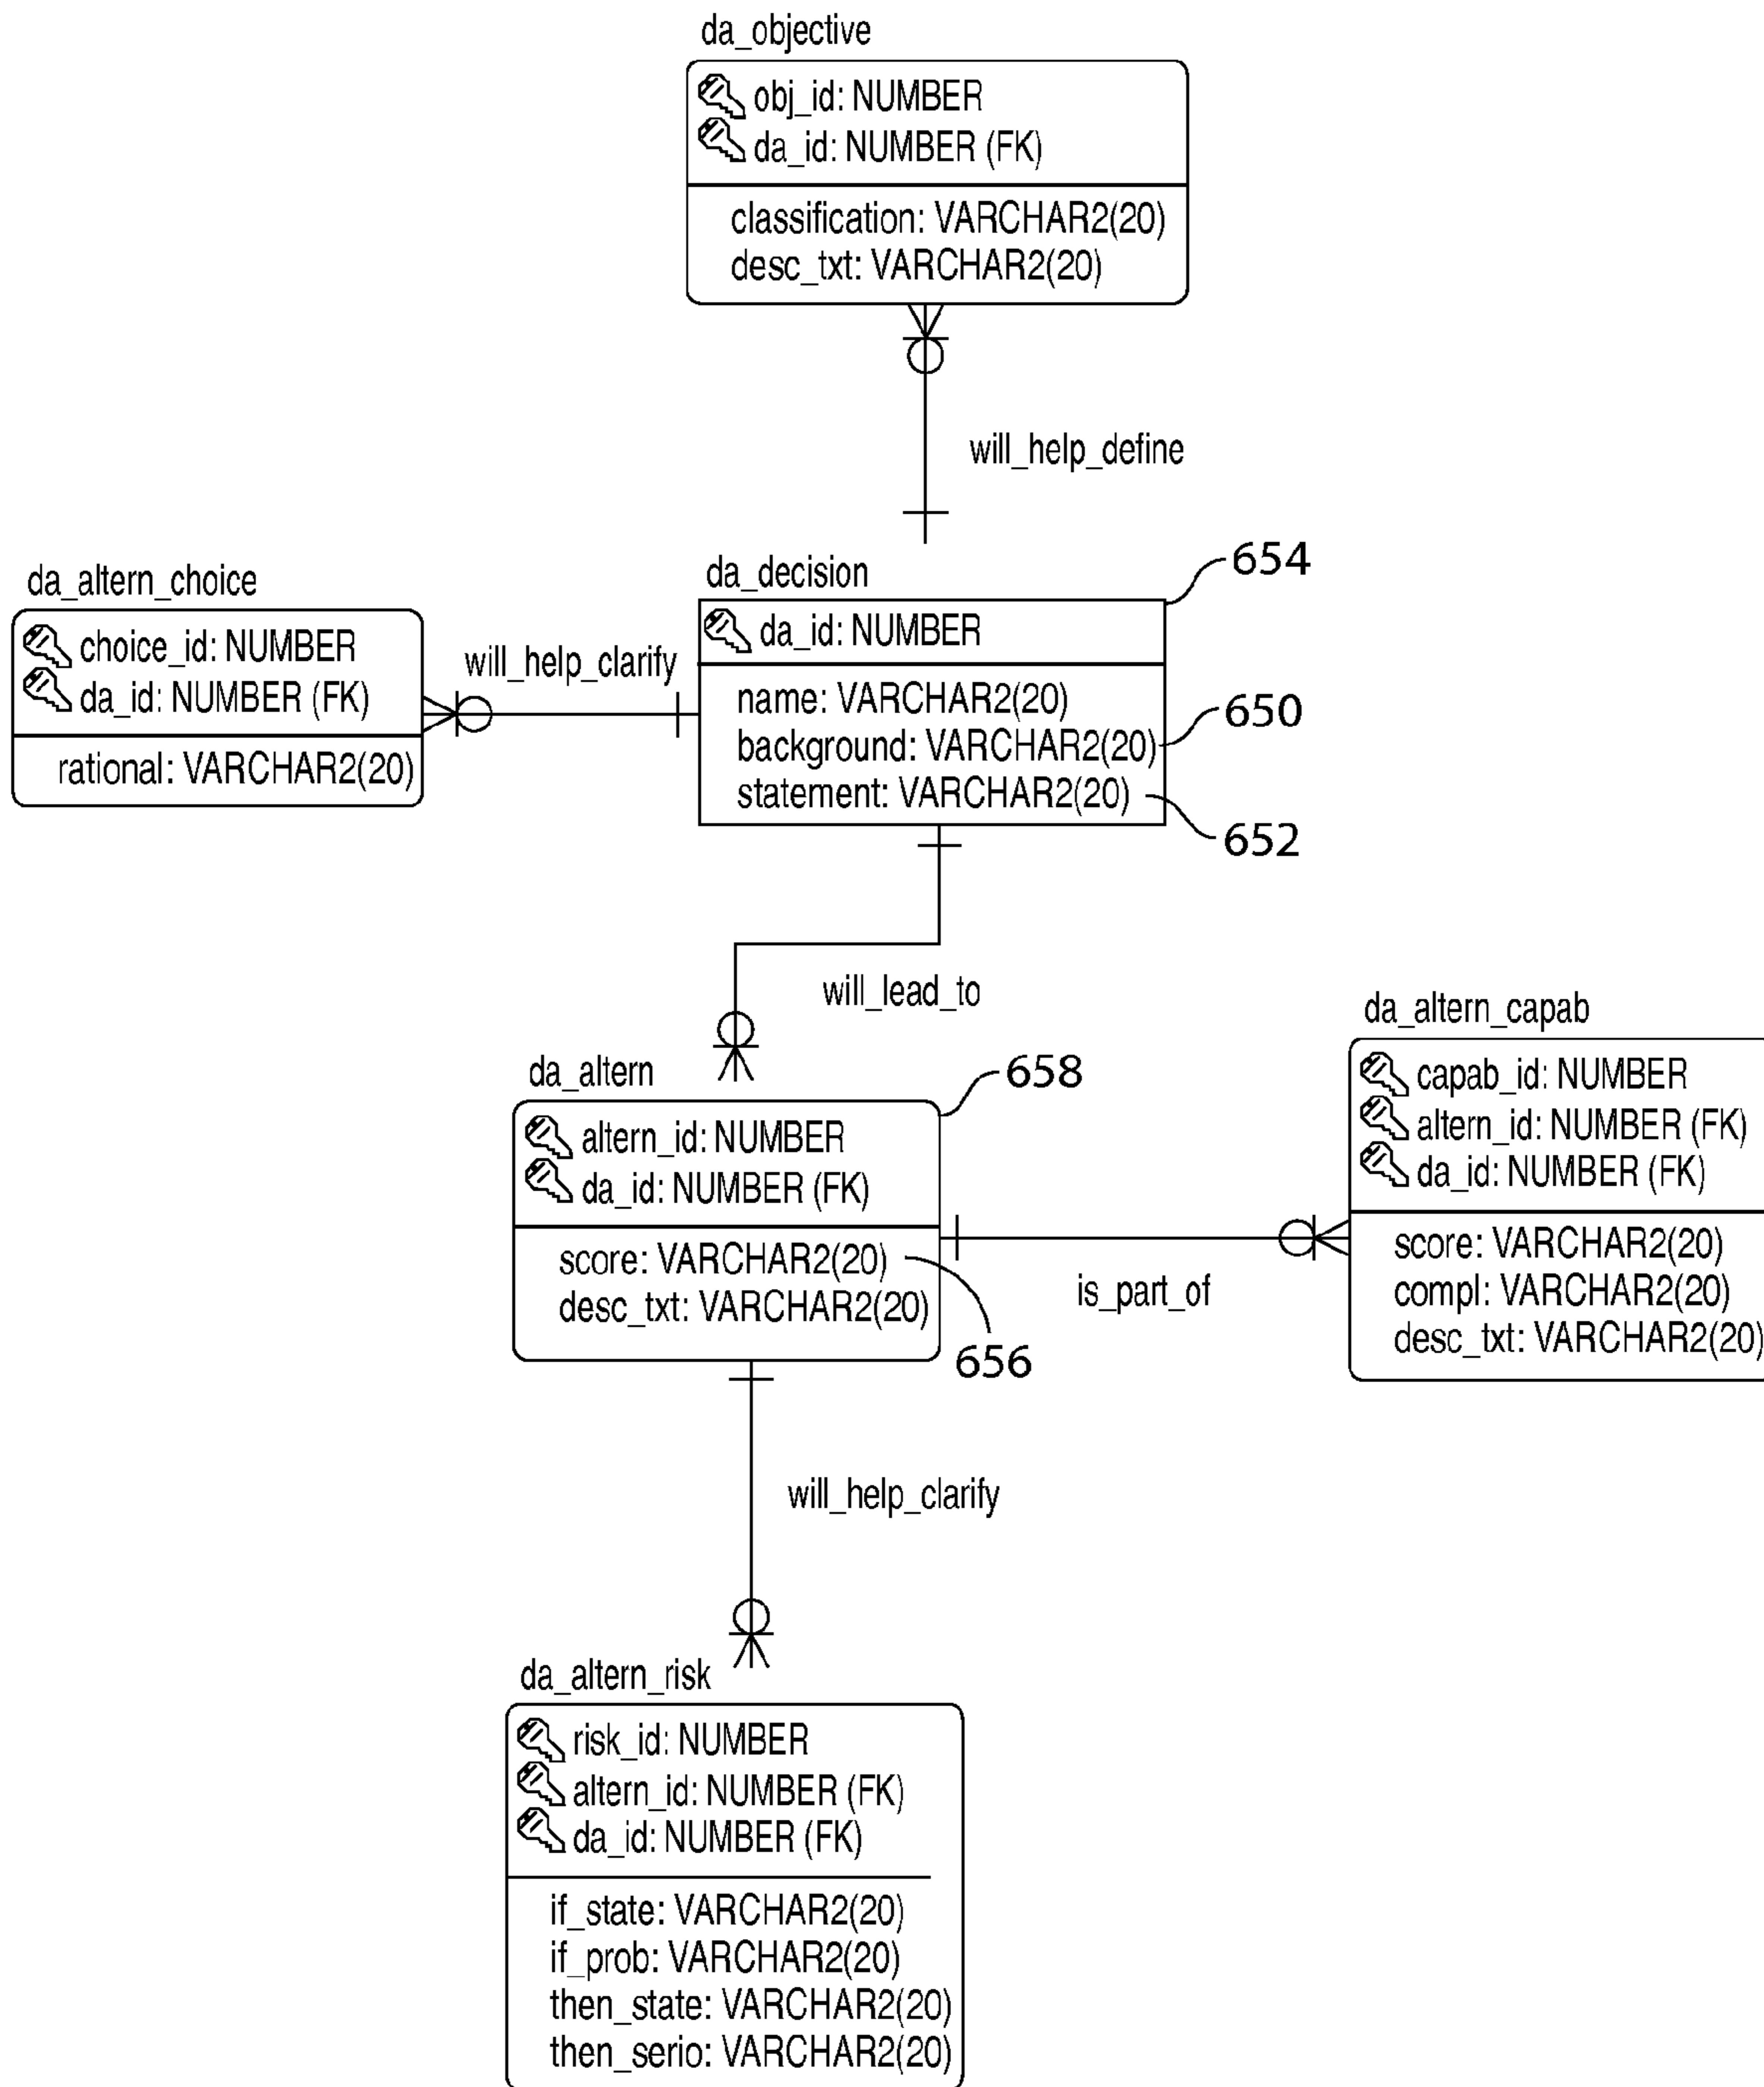 da_objective
obj_id: NUMBER
da_id: NUMBER (FK)
classification: VARCHAR2(20)
desc_txt: VARCHAR2(20)
will_help_define
da_altern_choice
choice_id: NUMBER
da_id: NUMBER (FK)
rational: VARCHAR2(20)
will_help_clarify
da_decision
654
da_id: NUMBER
name: VARCHAR2(20)
background: VARCHAR2(20)
statement: VARCHAR2(20)
650
652
will_lead_to
da_altern
658
altern_id: NUMBER
da_id: NUMBER (FK)
score: VARCHAR2(20)
desc_txt: VARCHAR2(20)
656
is_part_of
da_altern_capab
capab_id: NUMBER
altern_id: NUMBER (FK)
da_id: NUMBER (FK)
score: VARCHAR2(20)
compl: VARCHAR2(20)
desc_txt: VARCHAR2(20)
will_help_clarify
da_altern_risk
risk_id: NUMBER
altern_id: NUMBER (FK)
da_id: NUMBER (FK)
if_state: VARCHAR2(20)
if_prob: VARCHAR2(20)
then_state: VARCHAR2(20)
then_serio: VARCHAR2(20)